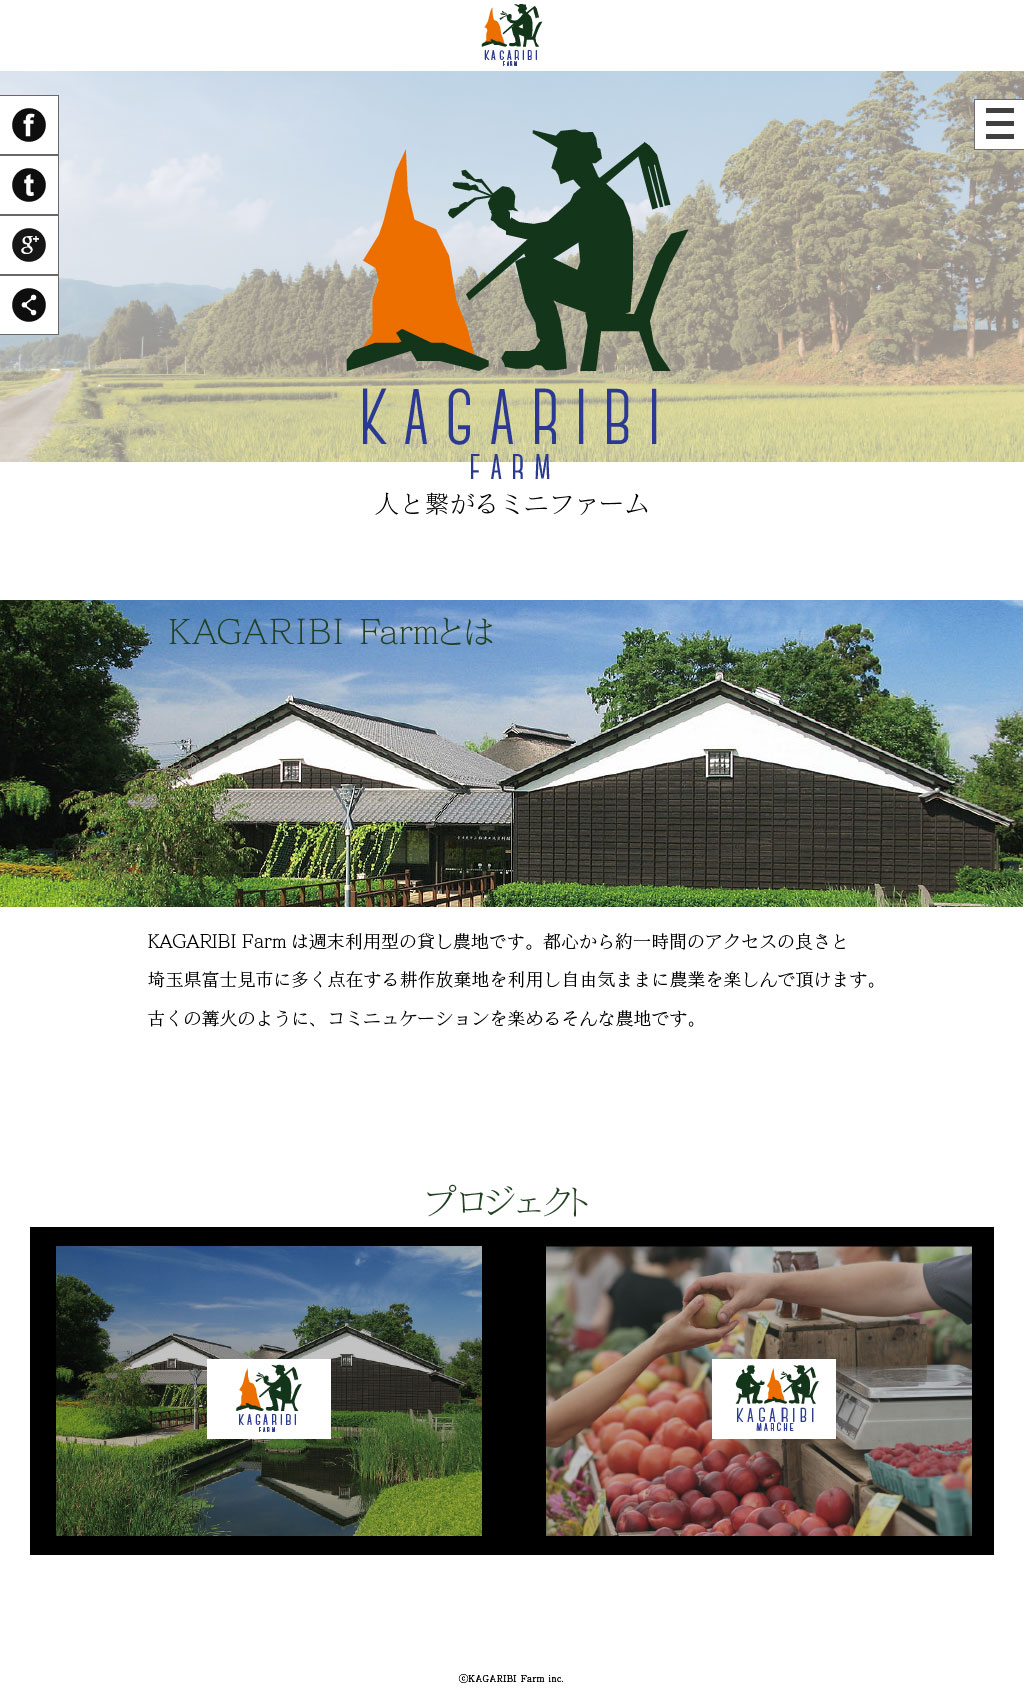 KAGARIBI
FARM
KAGARIBI
FARM
人と繋がるミニファーム
KAGARIBI Farmとは
KAGARIBI Farm は週末利用型の貸し農地です。都心から約一時間のアクセスの良さと
埼玉県富士見市に多く点在する耕作放棄地を利用し自由気ままに農業を楽しんで頂けます。
古くの篝火のように、コミニュケーションを楽めるそんな農地です。
プロジェクト
KAGARIBI
FARM
KAGARIBI
MARCHE
©KAGARIBI Farm inc.